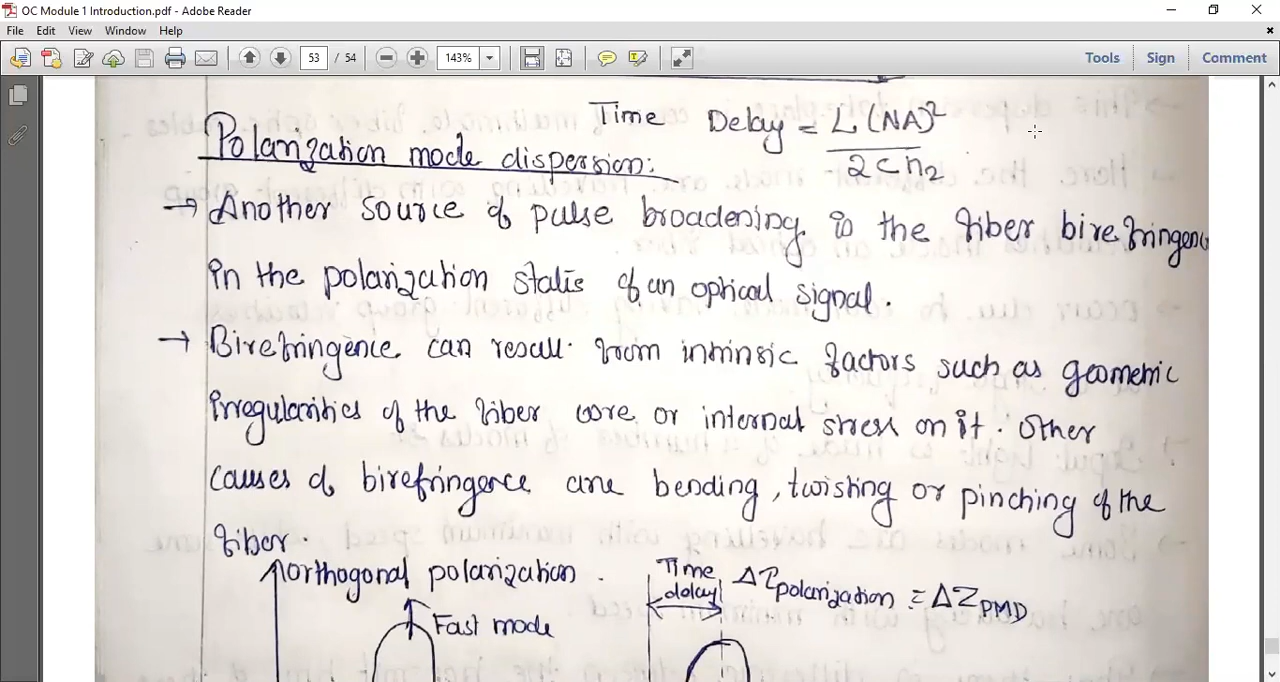 OC Module 1 Introduction.pdf - Adobe Reader
File Edit View Window Help
53 / 54 143% Tools Sign Comment
Time Delay = L (NA)²
2 C n₂
Polarization mode dispersion:
→ Another source of pulse broadening is the fiber birefringence
in the polarization states of an optical signal.
→ Birefringence can result from intrinsic factors such as geometric
irregularities of the fiber core or internal stress on it. Other
causes of birefringence are bending, twisting or pinching of the
fiber.
orthogonal polarization.
Fast mode
Time
delay
Δτpolarization = ΔτPMD